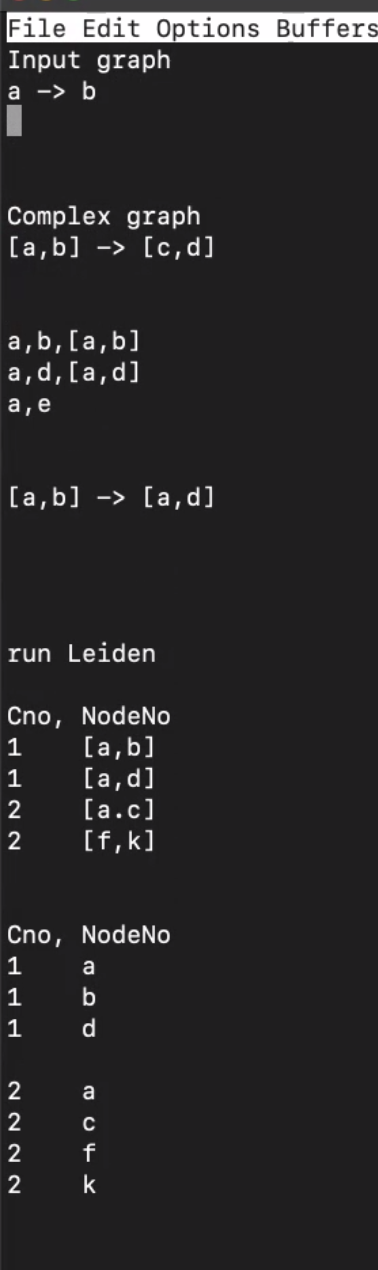 File Edit Options Buffers
Input graph
a -> b
Complex graph
[a,b] -> [c,d]
a,b,[a,b]
a,d,[a,d]
a,e
[a,b] -> [a,d]
run Leiden
Cno, NodeNo
1    [a,b]
1    [a,d]
2    [a.c]
2    [f,k]
Cno, NodeNo
1    a
1    b
1    d
2    a
2    c
2    f
2    k